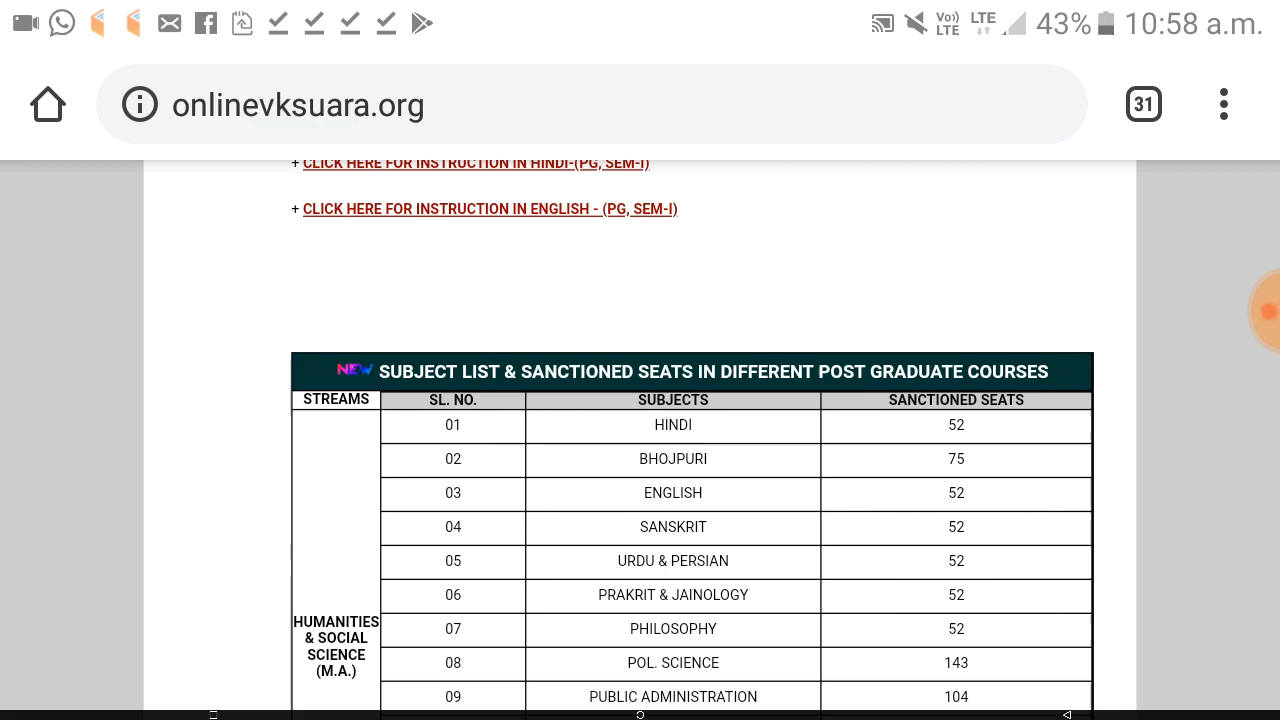 Vo)) LTE LTE 43% 10:58 a.m.
onlinevksuara.org 31
+ CLICK HERE FOR INSTRUCTION IN HINDI-(PG, SEM-I)
+ CLICK HERE FOR INSTRUCTION IN ENGLISH - (PG, SEM-I)
NEW SUBJECT LIST & SANCTIONED SEATS IN DIFFERENT POST GRADUATE COURSES
STREAMS SL. NO. SUBJECTS SANCTIONED SEATS
01 HINDI 52
02 BHOJPURI 75
03 ENGLISH 52
04 SANSKRIT 52
05 URDU & PERSIAN 52
06 PRAKRIT & JAINOLOGY 52
HUMANITIES
& SOCIAL
SCIENCE
(M.A.)
07 PHILOSOPHY 52
08 POL. SCIENCE 143
09 PUBLIC ADMINISTRATION 104